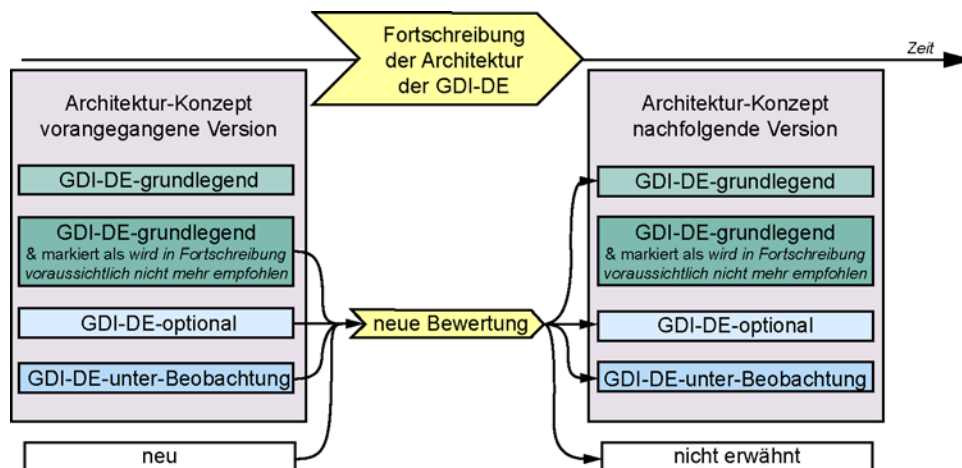 Fortschreibung
der Architektur
der GDI-DE
Zeit
Architektur-Konzept
vorangegangene Version
GDI-DE-grundlegend
GDI-DE-grundlegend
& markiert als wird in Fortschreibung
voraussichtlich nicht mehr empfohlen
GDI-DE-optional
GDI-DE-unter-Beobachtung
neu
neue Bewertung
Architektur-Konzept
nachfolgende Version
GDI-DE-grundlegend
GDI-DE-grundlegend
& markiert als wird in Fortschreibung
voraussichtlich nicht mehr empfohlen
GDI-DE-optional
GDI-DE-unter-Beobachtung
nicht erwähnt